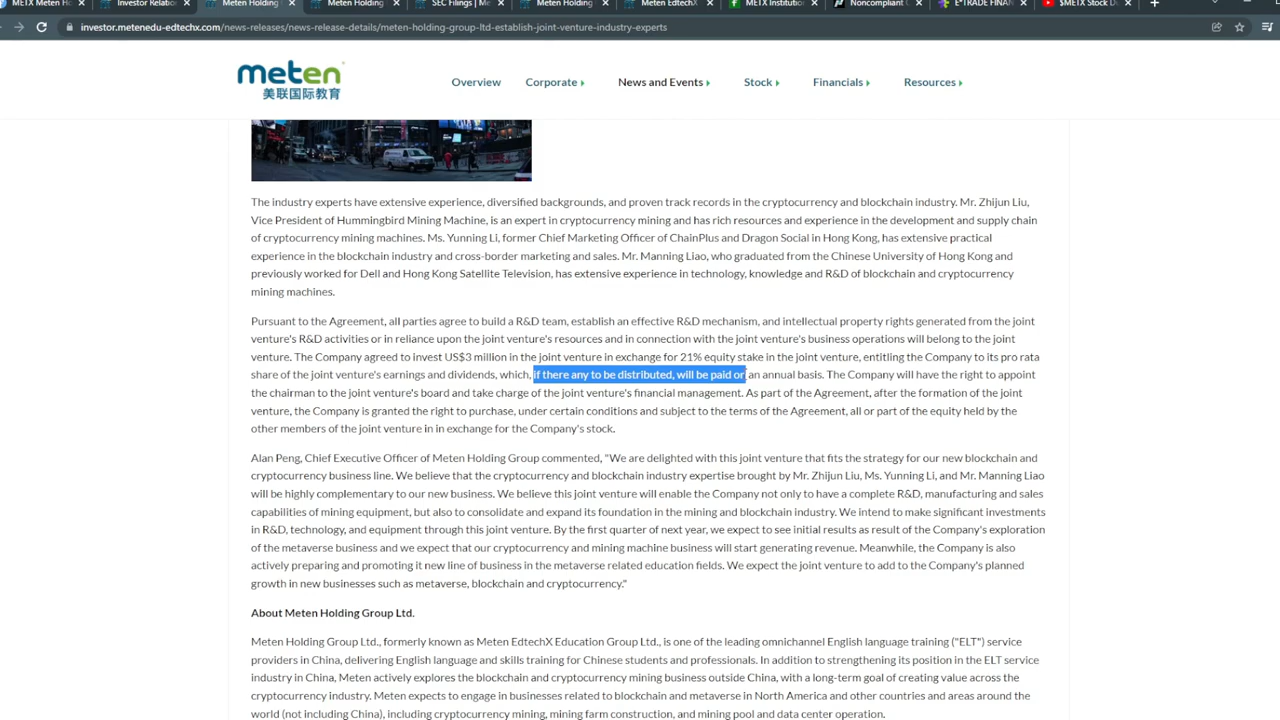 METX Meten H
Investor Relatio
Meten Holding
Meten Holding
SEC Filings | Me
Meten Holding
Meten EdtechX
METX Institution
Noncompliant C
E*TRADE FINAN
$METX Stock D
investor.metenedu-edtechx.com/news-releases/news-release-details/meten-holding-group-ltd-establish-joint-venture-industry-experts
meten
美联国际教育
Overview Corporate News and Events Stock Financials Resources
The industry experts have extensive experience, diversified backgrounds, and proven track records in the cryptocurrency and blockchain industry. Mr. Zhijun Liu,
Vice President of Hummingbird Mining Machine, is an expert in cryptocurrency mining and has rich resources and experience in the development and supply chain
of cryptocurrency mining machines. Ms. Yunning Li, former Chief Marketing Officer of ChainPlus and Dragon Social in Hong Kong, has extensive practical
experience in the blockchain industry and cross-border marketing and sales. Mr. Manning Liao, who graduated from the Chinese University of Hong Kong and
previously worked for Dell and Hong Kong Satellite Television, has extensive experience in technology, knowledge and R&D of blockchain and cryptocurrency
mining machines.
Pursuant to the Agreement, all parties agree to build a R&D team, establish an effective R&D mechanism, and intellectual property rights generated from the joint
venture's R&D activities or in reliance upon the joint venture's resources and in connection with the joint venture's business operations will belong to the joint
venture. The Company agreed to invest US$3 million in the joint venture in exchange for 21% equity stake in the joint venture, entitling the Company to its pro rata
share of the joint venture's earnings and dividends, which, if there any to be distributed, will be paid on an annual basis. The Company will have the right to appoint
the chairman to the joint venture's board and take charge of the joint venture's financial management. As part of the Agreement, after the formation of the joint
venture, the Company is granted the right to purchase, under certain conditions and subject to the terms of the Agreement, all or part of the equity held by the
other members of the joint venture in in exchange for the Company's stock.
Alan Peng, Chief Executive Officer of Meten Holding Group commented, "We are delighted with this joint venture that fits the strategy for our new blockchain and
cryptocurrency business line. We believe that the cryptocurrency and blockchain industry expertise brought by Mr. Zhijun Liu, Ms. Yunning Li, and Mr. Manning Liao
will be highly complementary to our new business. We believe this joint venture will enable the Company not only to have a complete R&D, manufacturing and sales
capabilities of mining equipment, but also to consolidate and expand its foundation in the mining and blockchain industry. We intend to make significant investments
in R&D, technology, and equipment through this joint venture. By the first quarter of next year, we expect to see initial results as result of the Company's exploration
of the metaverse business and we expect that our cryptocurrency and mining machine business will start generating revenue. Meanwhile, the Company is also
actively preparing and promoting it new line of business in the metaverse related education fields. We expect the joint venture to add to the Company's planned
growth in new businesses such as metaverse, blockchain and cryptocurrency."
About Meten Holding Group Ltd.
Meten Holding Group Ltd., formerly known as Meten EdtechX Education Group Ltd., is one of the leading omnichannel English language training ("ELT") service
providers in China, delivering English language and skills training for Chinese students and professionals. In addition to strengthening its position in the ELT service
industry in China, Meten actively explores the blockchain and cryptocurrency mining business outside China, with a long-term goal of creating value across the
cryptocurrency industry. Meten expects to engage in businesses related to blockchain and metaverse in North America and other countries and areas around the
world (not including China), including cryptocurrency mining, mining farm construction, and mining pool and data center operation.